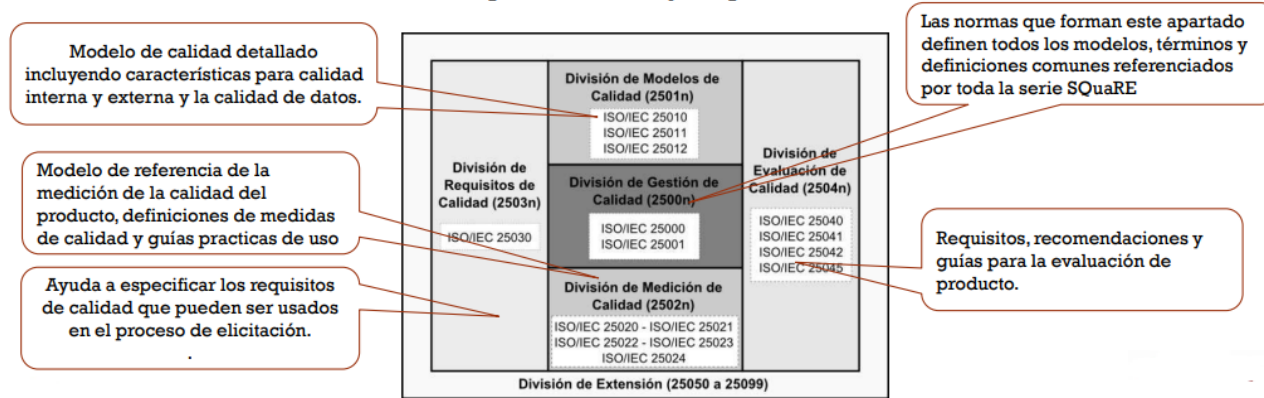 Modelo de calidad detallado
incluyendo características para calidad
interna y externa y la calidad de datos.
Modelo de referencia de la
medición de la calidad del
producto, definiciones de medidas
de calidad y guías practicas de uso
Ayuda a especificar los requisitos
de calidad que pueden ser usados
en el proceso de elicitación.
.
División de
Requisitos de
Calidad (2503n)
ISO/IEC 25030
División de Modelos de
Calidad (2501n)
ISO/IEC 25010
ISO/IEC 25011
ISO/IEC 25012
División de Gestión de
Calidad (2500n)
ISO/IEC 25000
ISO/IEC 25001
División de Medición de
Calidad (2502n)
ISO/IEC 25020 - ISO/IEC 25021
ISO/IEC 25022 - ISO/IEC 25023
ISO/IEC 25024
División de
Evaluación de
Calidad (2504n)
ISO/IEC 25040
ISO/IEC 25041
ISO/IEC 25042
ISO/IEC 25045
División de Extensión (25050 a 25099)
Las normas que forman este apartado
definen todos los modelos, términos y
definiciones comunes referenciados
por toda la serie SQuaRE
Requisitos, recomendaciones y
guías para la evaluación de
producto.